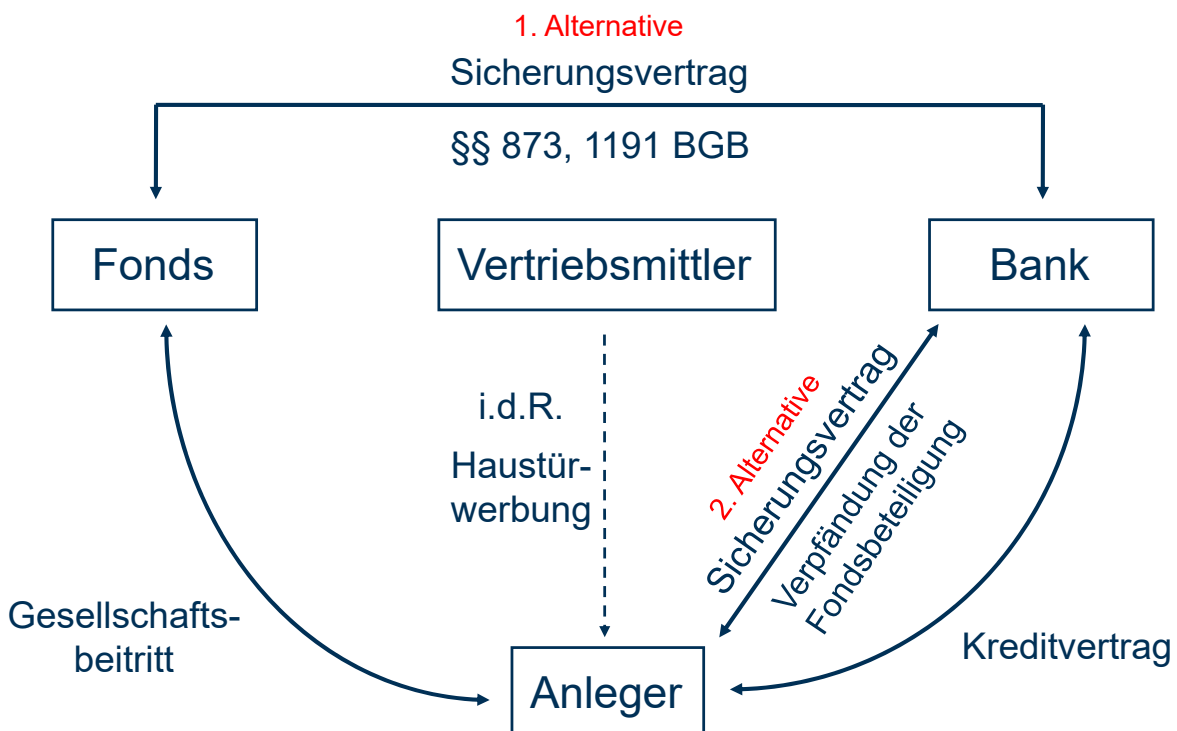 1. Alternative
Sicherungsvertrag
§§ 873, 1191 BGB
Fonds
Vertriebsmittler
Bank
i.d.R.
Haustür-
werbung
2. Alternative
Sicherungsvertrag
Verpfändung der
Fondsbeteiligung
Gesellschafts-
beitritt
Kreditvertrag
Anleger